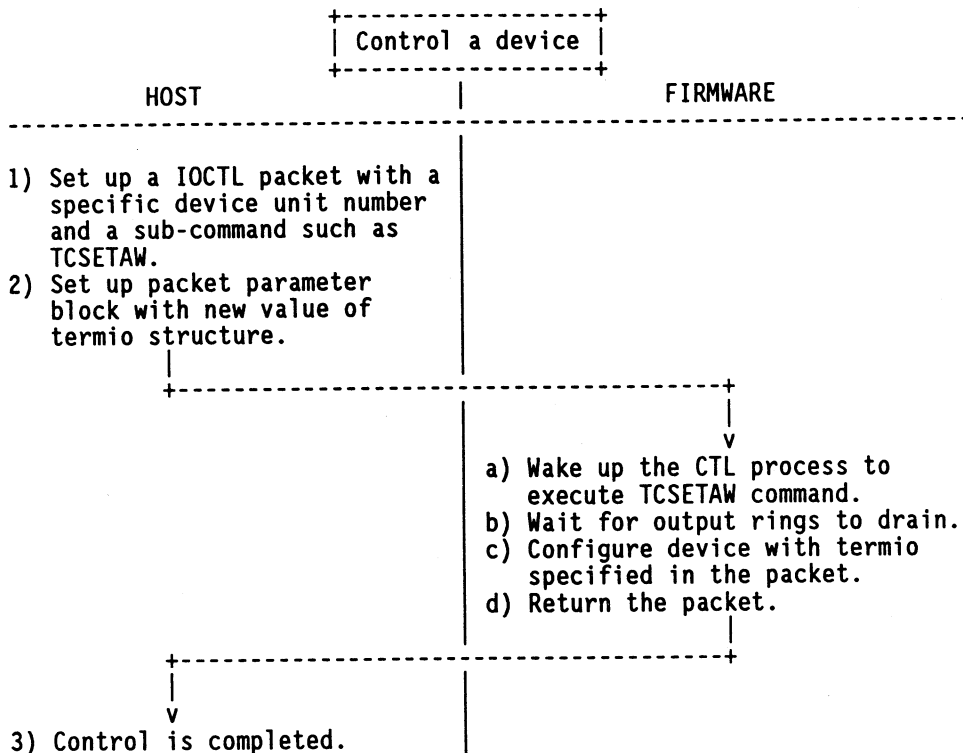 Control a device
HOST
FIRMWARE
1) Set up a IOCTL packet with a
specific device unit number
and a sub-command such as
TCSETAW.
2) Set up packet parameter
block with new value of
termio structure.
a) Wake up the CTL process to
execute TCSETAW command.
b) Wait for output rings to drain.
c) Configure device with termio
specified in the packet.
d) Return the packet.
3) Control is completed.